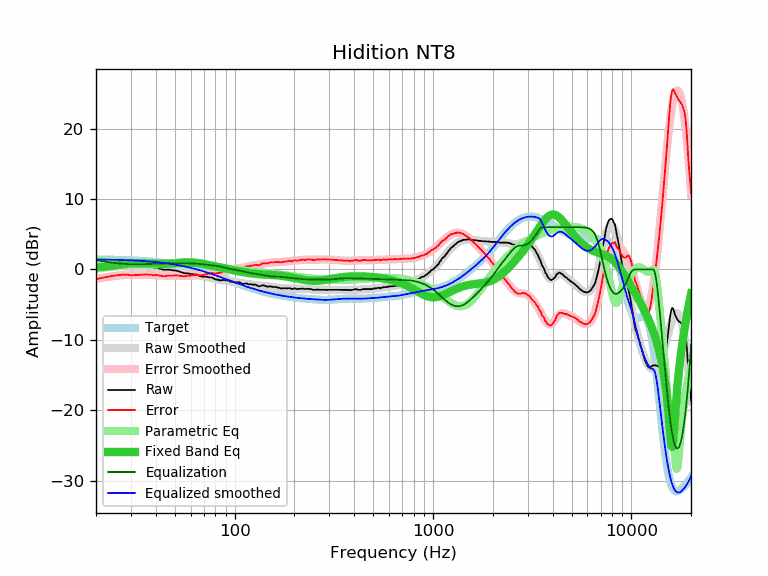 Hidition NT8
Amplitude (dBr)
20
10
0
−10
−20
−30
Target
Raw Smoothed
Error Smoothed
Raw
Error
Parametric Eq
Fixed Band Eq
Equalization
Equalized smoothed
100
1000
10000
Frequency (Hz)